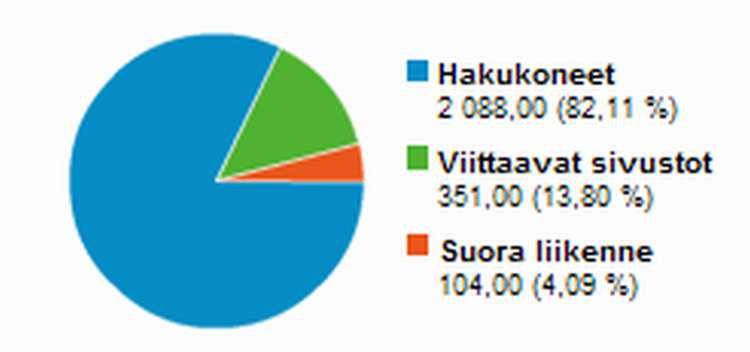 Hakukoneet
2 088,00 (82,11 %)
Viittaavat sivustot
351,00 (13,80 %)
Suora liikenne
104,00 (4,09 %)